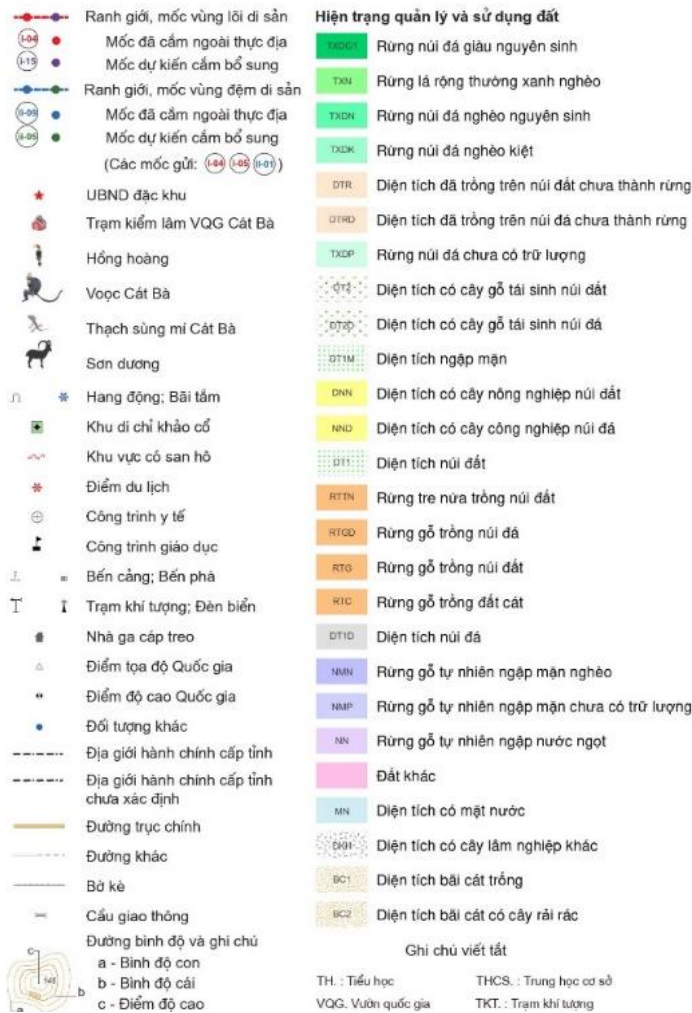 Ranh giới, mốc vùng lõi di sản
I-04 Mốc đã cắm ngoài thực địa
I-15 Mốc dự kiến cắm bổ sung
Ranh giới, mốc vùng đệm di sản
II-09 Mốc đã cắm ngoài thực địa
II-05 Mốc dự kiến cắm bổ sung
(Các mốc gửi: I-04 I-05 II-01 )
UBND đặc khu
Trạm kiểm lâm VQG Cát Bà
Hồng hoàng
Voọc Cát Bà
Thạch sùng mí Cát Bà
Sơn dương
Hang động; Bãi tắm
Khu di chỉ khảo cổ
Khu vực có san hô
Điểm du lịch
Công trình y tế
Công trình giáo dục
Bến cảng; Bến phà
Trạm khí tượng; Đèn biển
Nhà ga cáp treo
Điểm tọa độ Quốc gia
Điểm độ cao Quốc gia
Đối tượng khác
Địa giới hành chính cấp tỉnh
Địa giới hành chính cấp tỉnh
chưa xác định
Đường trục chính
Đường khác
Bờ kè
Cầu giao thông
Đường bình độ và ghi chú
a - Bình độ con
b - Bình độ cái
c - Điểm độ cao
c
b
a
Hiện trạng quản lý và sử dụng đất
TXDG1 Rừng núi đá giàu nguyên sinh
TXN Rừng lá rộng thường xanh nghèo
TXDN Rừng núi đá nghèo nguyên sinh
TXDK Rừng núi đá nghèo kiệt
DTR Diện tích đã trồng trên núi đất chưa thành rừng
DTRD Diện tích đã trồng trên núi đá chưa thành rừng
TXDP Rừng núi đá chưa có trữ lượng
DT2 Diện tích có cây gỗ tái sinh núi đất
DT2D Diện tích có cây gỗ tái sinh núi đá
DT1M Diện tích ngập mặn
DNN Diện tích có cây nông nghiệp núi đất
NND Diện tích có cây công nghiệp núi đá
DT1 Diện tích núi đất
RTTN Rừng tre nứa trồng núi đất
RTGD Rừng gỗ trồng núi đá
RTG Rừng gỗ trồng núi đất
RTC Rừng gỗ trồng đất cát
DT1D Diện tích núi đá
NMN Rừng gỗ tự nhiên ngập mặn nghèo
NMP Rừng gỗ tự nhiên ngập mặn chưa có trữ lượng
NN Rừng gỗ tự nhiên ngập nước ngọt
Đất khác
MN Diện tích có mặt nước
DKH Diện tích có cây lâm nghiệp khác
BC1 Diện tích bãi cát trống
BC2 Diện tích bãi cát có cây rải rác
Ghi chú viết tắt
TH. : Tiểu học THCS. : Trung học cơ sở
VQG. Vườn quốc gia TKT. : Trạm khí tượng